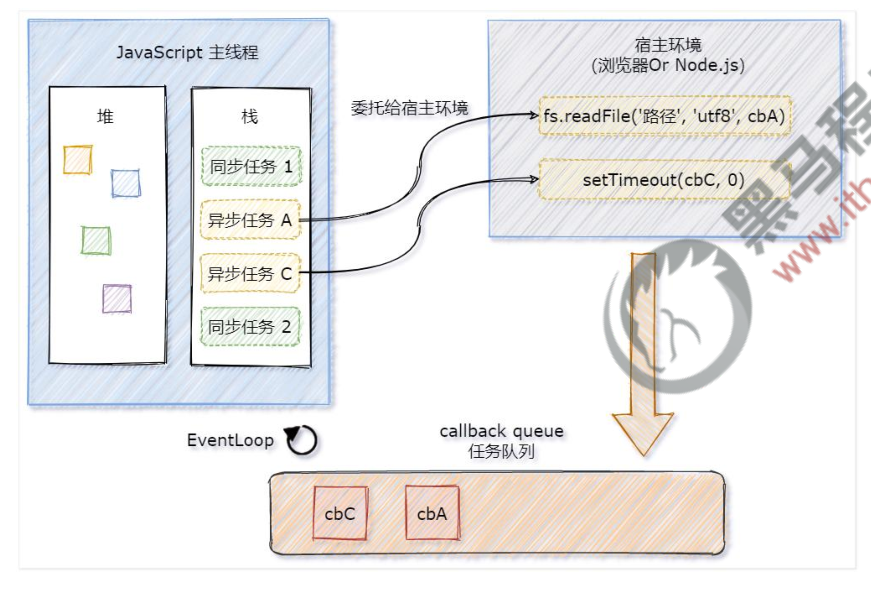 JavaScript 主线程
堆
栈
同步任务 1
异步任务 A
异步任务 C
同步任务 2
委托给宿主环境
宿主环境
(浏览器Or Node.js)
fs.readFile('路径', 'utf8', cbA)
setTimeout(cbC, 0)
黑马程
www.ith
EventLoop
callback queue
任务队列
cbC
cbA